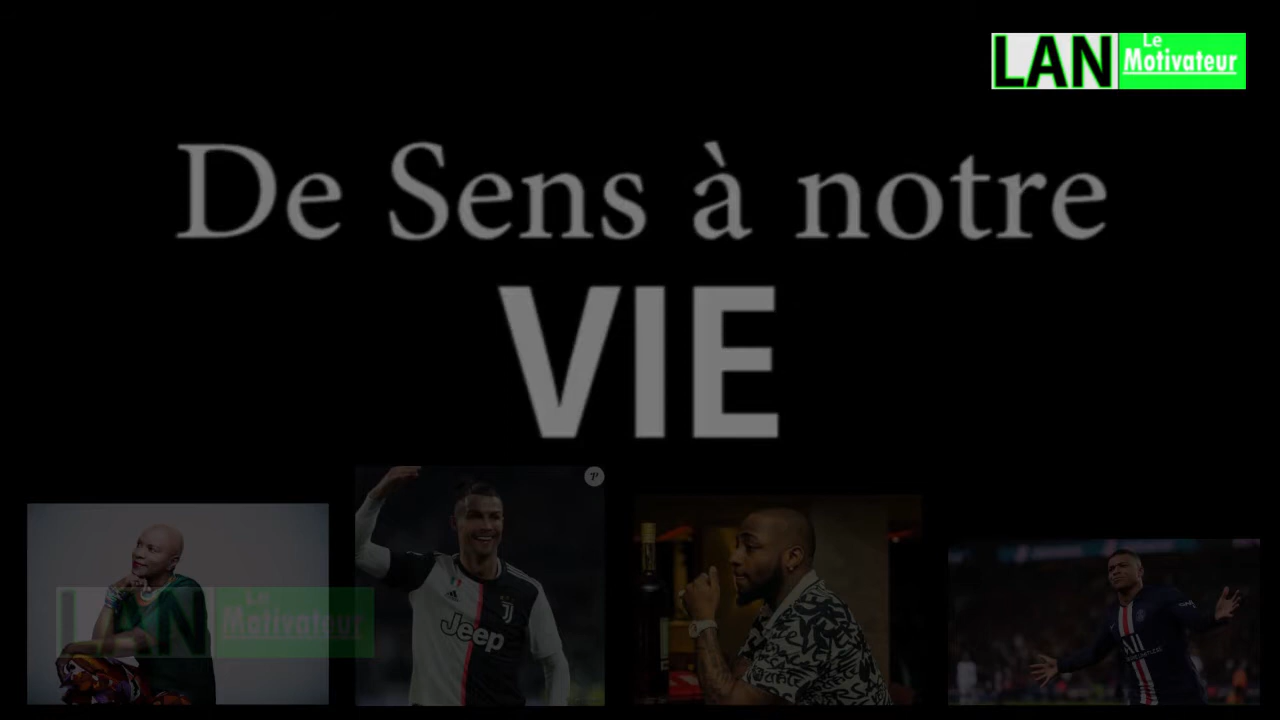 LAN Le
Motivateur
De Sens à notre
VIE
Jeep
LAN Le
Motivateur